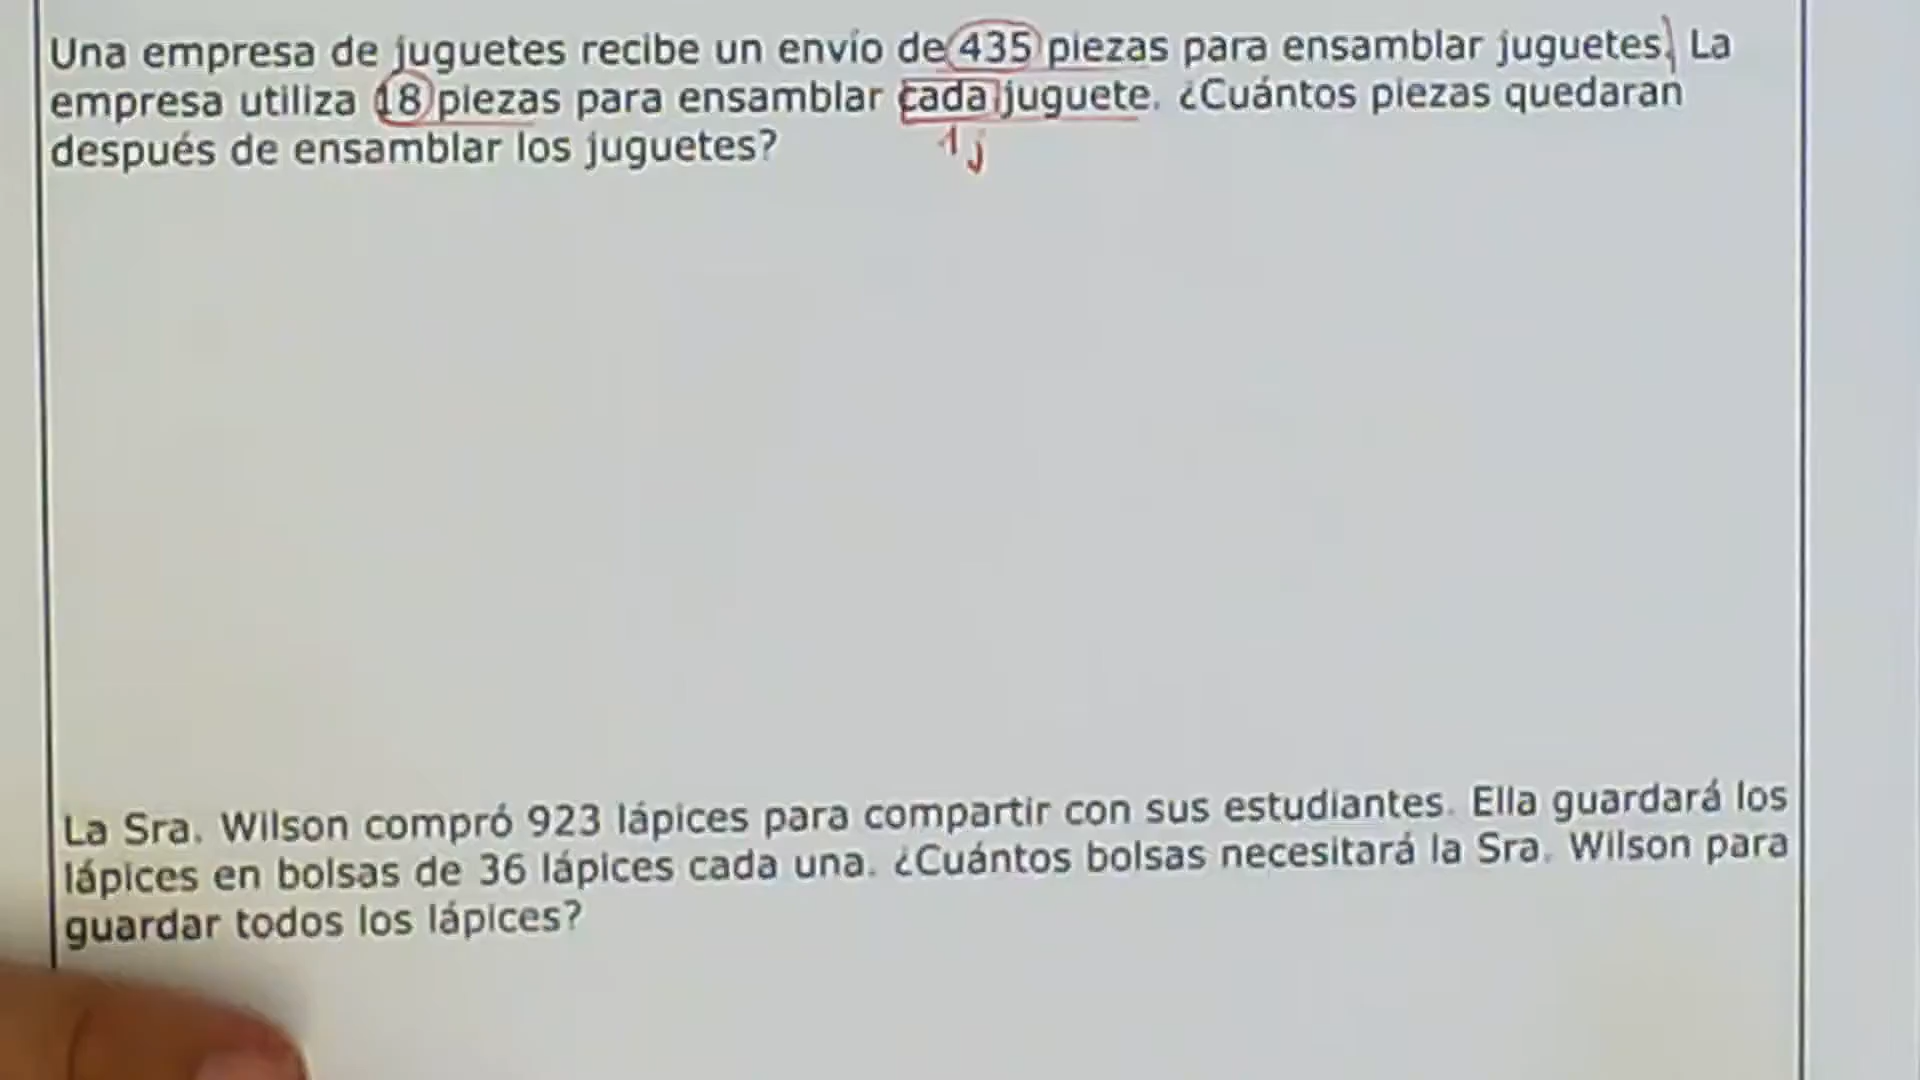 Una empresa de juguetes recibe un envío de 435 piezas para ensamblar juguetes. La
empresa utiliza 18 piezas para ensamblar cada juguete. ¿Cuántos piezas quedaran
después de ensamblar los juguetes?
1j
La Sra. Wilson compró 923 lápices para compartir con sus estudiantes. Ella guardará los
lápices en bolsas de 36 lápices cada una. ¿Cuántos bolsas necesitará la Sra. Wilson para
guardar todos los lápices?